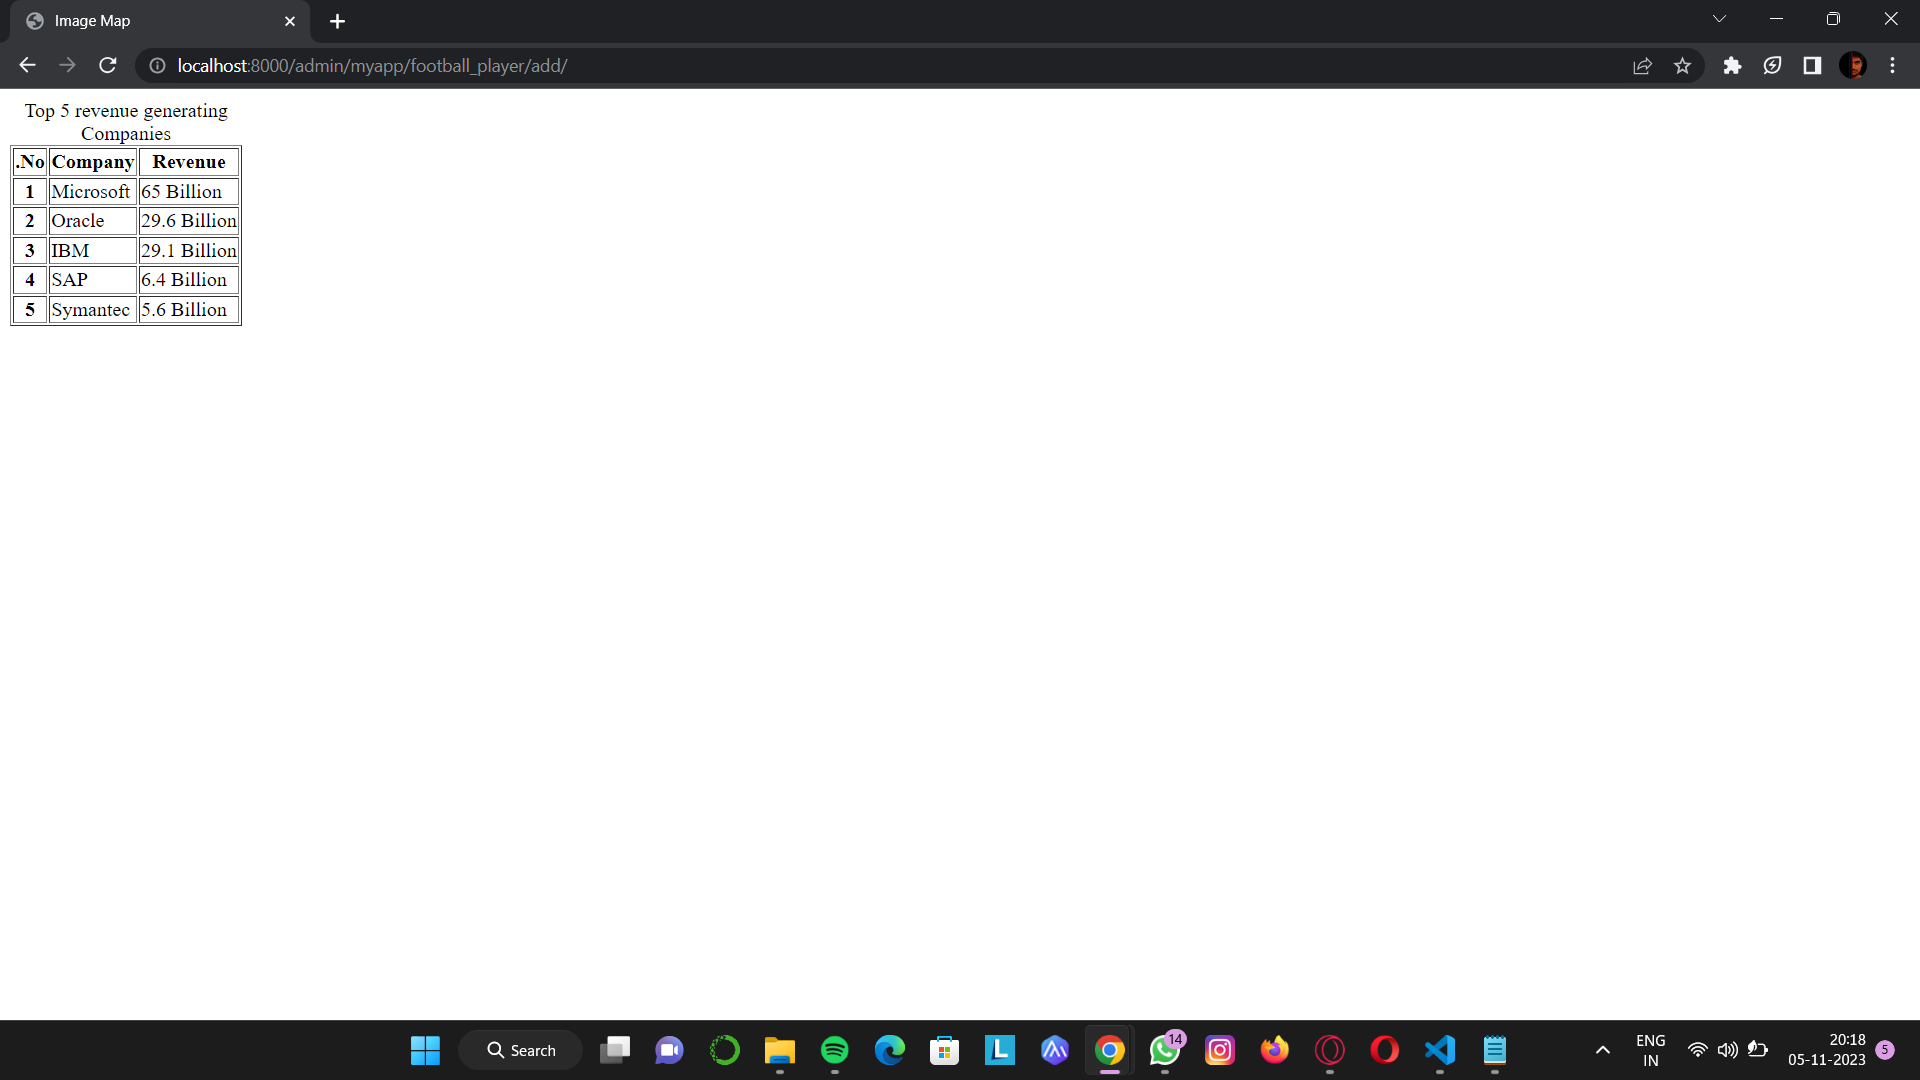 Image Map
localhost:8000/admin/myapp/football_player/add/
Top 5 revenue generating
Companies
.No Company Revenue
1 Microsoft 65 Billion
2 Oracle 29.6 Billion
3 IBM 29.1 Billion
4 SAP 6.4 Billion
5 Symantec 5.6 Billion
Search
L
14
ENG
IN
20:18
05-11-2023
5